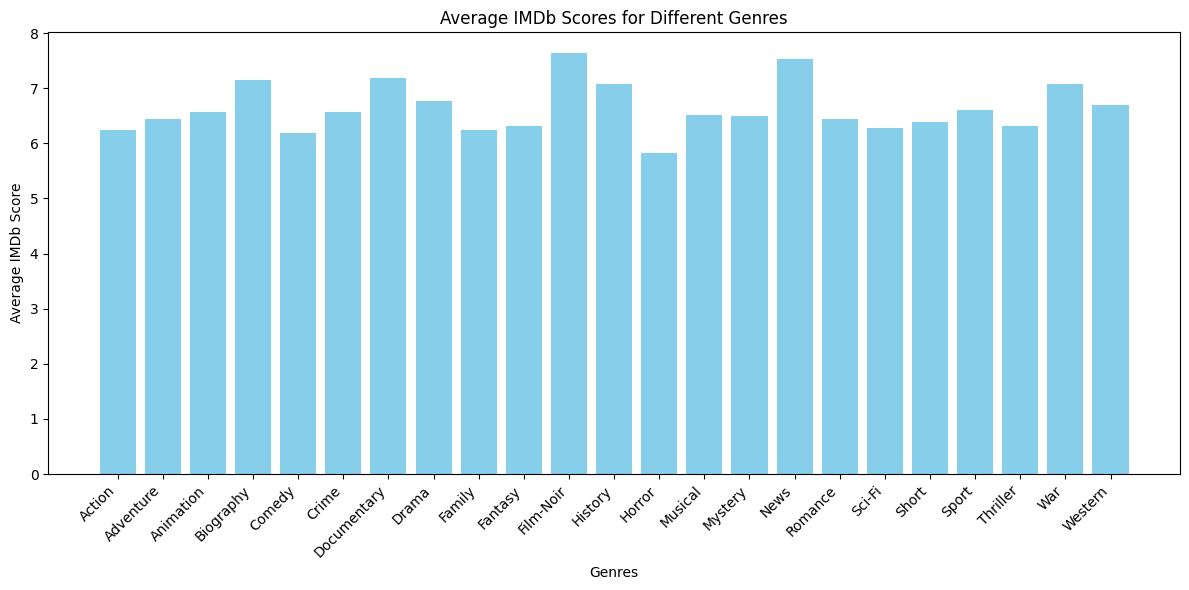 Average IMDb Scores for Different Genres
8
7
6
5
4
3
2
1
0
Average IMDb Score
Action
Adventure
Animation
Biography
Comedy
Crime
Documentary
Drama
Family
Fantasy
Film-Noir
History
Horror
Musical
Mystery
News
Romance
Sci-Fi
Short
Sport
Thriller
War
Western
Genres